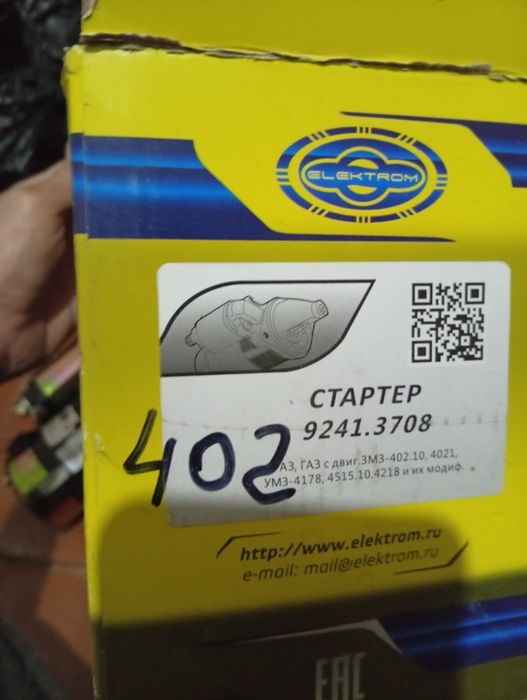 ELEKTROM
СТАРТЕР
9241.3708
402
АЗ, ГАЗ с двиг.ЗМЗ-402.10, 4021,
УМЗ-4178, 4515.10,4218 и их модиф.
http://www.elektrom.ru
e-mail: mail@elektrom.ru
EAC